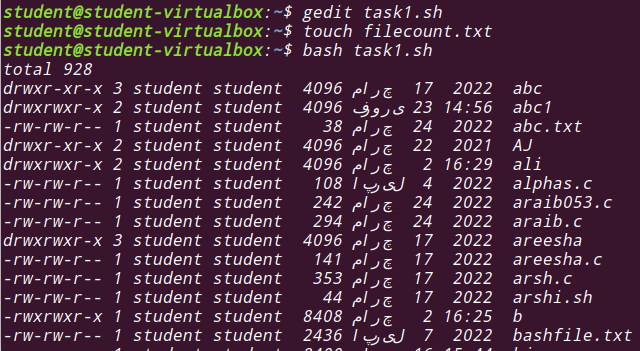 student@student-virtualbox:~$ gedit task1.sh
student@student-virtualbox:~$ touch filecount.txt
student@student-virtualbox:~$ bash task1.sh
total 928
drwxr-xr-x 3 student student 4096 مارچ 17 2022 abc
drwxrwxr-x 2 student student 4096 فروری 23 14:56 abc1
-rw-rw-r-- 1 student student 38 مارچ 24 2022 abc.txt
drwxr-xr-x 2 student student 4096 مارچ 22 2021 AJ
drwxrwxr-x 2 student student 4096 مارچ 2 16:29 ali
-rw-rw-r-- 1 student student 108 اپریل 4 2022 alphas.c
-rw-rw-r-- 1 student student 242 مارچ 24 2022 araib053.c
-rw-rw-r-- 1 student student 294 مارچ 24 2022 araib.c
drwxrwxr-x 3 student student 4096 مارچ 17 2022 areesha
-rw-rw-r-- 1 student student 141 مارچ 17 2022 areesha.c
-rw-rw-r-- 1 student student 353 مارچ 17 2022 arsh.c
-rw-rw-r-- 1 student student 44 مارچ 17 2022 arshi.sh
-rwxrwxr-x 1 student student 8408 مارچ 2 16:25 b
-rw-rw-r-- 1 student student 2436 اپریل 7 2022 bashfile.txt